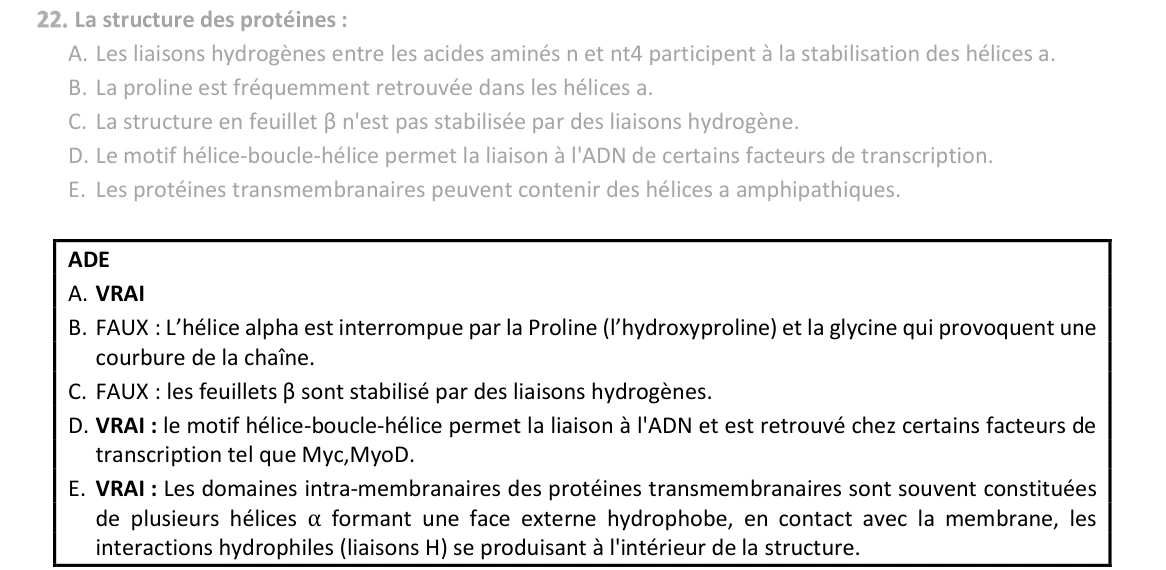 22. La structure des protéines :
A. Les liaisons hydrogènes entre les acides aminés n et nt4 participent à la stabilisation des hélices a.
B. La proline est fréquemment retrouvée dans les hélices a.
C. La structure en feuillet β n'est pas stabilisée par des liaisons hydrogène.
D. Le motif hélice-boucle-hélice permet la liaison à l'ADN de certains facteurs de transcription.
E. Les protéines transmembranaires peuvent contenir des hélices a amphipathiques.
ADE
A. VRAI
B. FAUX : L’hélice alpha est interrompue par la Proline (l’hydroxyproline) et la glycine qui provoquent une
courbure de la chaîne.
C. FAUX : les feuillets β sont stabilisé par des liaisons hydrogènes.
D. VRAI : le motif hélice-boucle-hélice permet la liaison à l'ADN et est retrouvé chez certains facteurs de
transcription tel que Myc,MyoD.
E. VRAI : Les domaines intra-membranaires des protéines transmembranaires sont souvent constituées
de plusieurs hélices α formant une face externe hydrophobe, en contact avec la membrane, les
interactions hydrophiles (liaisons H) se produisant à l'intérieur de la structure.